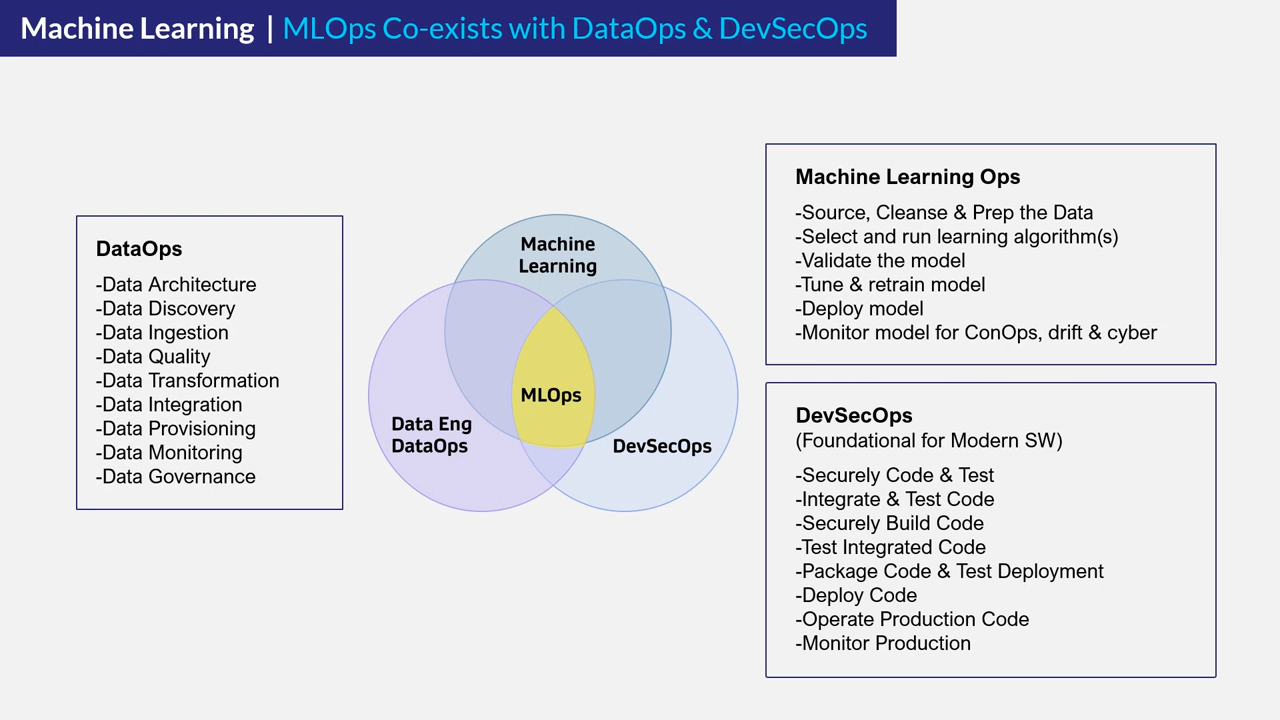 Machine Learning | MLOps Co-exists with DataOps & DevSecOps
DataOps
-Data Architecture
-Data Discovery
-Data Ingestion
-Data Quality
-Data Transformation
-Data Integration
-Data Provisioning
-Data Monitoring
-Data Governance
Machine
Learning
MLOps
Data Eng
DataOps
DevSecOps
Machine Learning Ops
-Source, Cleanse & Prep the Data
-Select and run learning algorithm(s)
-Validate the model
-Tune & retrain model
-Deploy model
-Monitor model for ConOps, drift & cyber
DevSecOps
(Foundational for Modern SW)
-Securely Code & Test
-Integrate & Test Code
-Securely Build Code
-Test Integrated Code
-Package Code & Test Deployment
-Deploy Code
-Operate Production Code
-Monitor Production